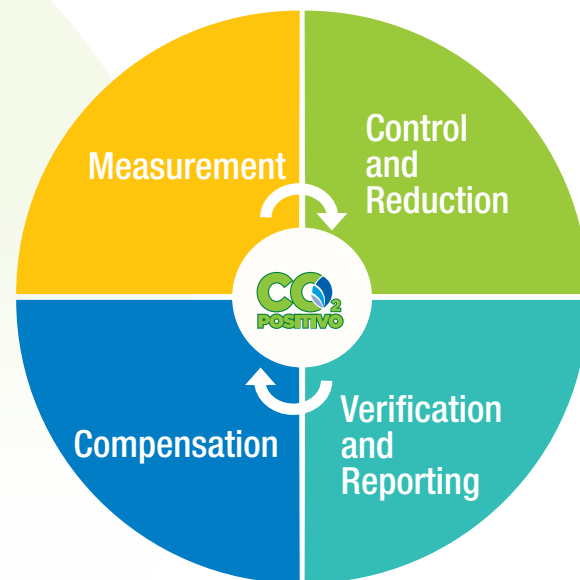 Measurement
Control
and
Reduction
CO2
POSITIVO
Compensation
Verification
and
Reporting